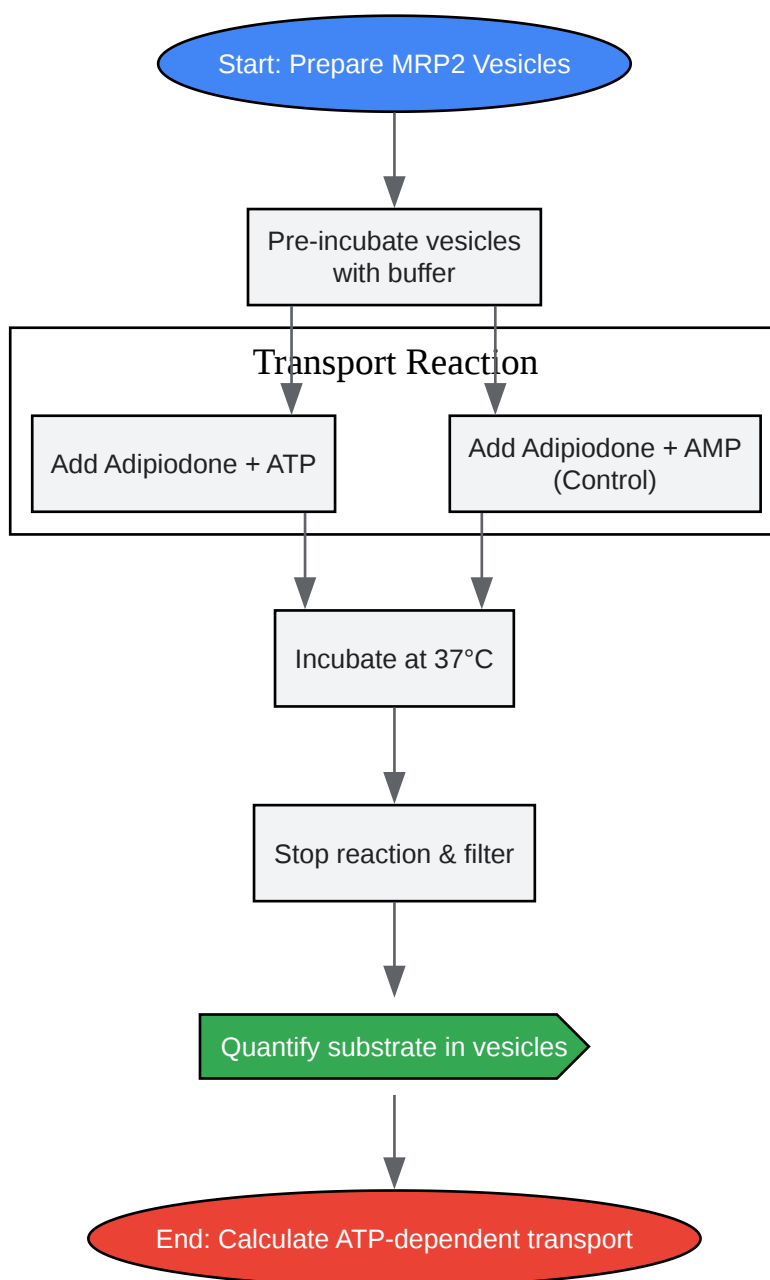 Start: Prepare MRP2 Vesicles
Pre-incubate vesicles
with buffer
Transport Reaction
Add Adipiodone + ATP
Add Adipiodone + AMP
(Control)
Incubate at 37°C
Stop reaction & filter
Quantify substrate in vesicles
End: Calculate ATP-dependent transport